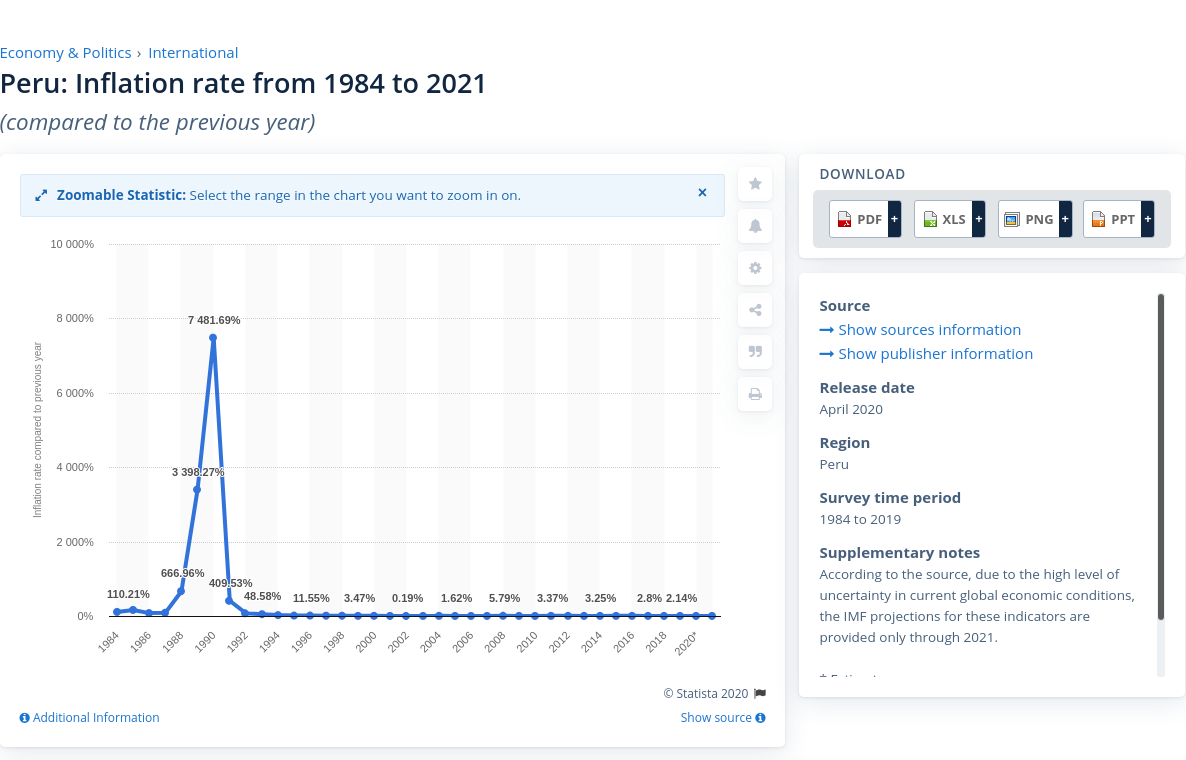 Economy & Politics › International
Peru: Inflation rate from 1984 to 2021
(compared to the previous year)
Zoomable Statistic: Select the range in the chart you want to zoom in on. ×
Inflation rate compared to previous year
10 000%
8 000%
6 000%
4 000%
2 000%
0%
7 481.69%
3 398.27%
666.96%
409.53%
110.21%
48.58%
11.55%
3.47%
0.19%
1.62%
5.79%
3.37%
3.25%
2.8%
2.14%
1984
1986
1988
1990
1992
1994
1996
1998
2000
2002
2004
2006
2008
2010
2012
2014
2016
2018
2020*
© Statista 2020
Additional Information
Show source
DOWNLOAD
PDF +
XLS +
PNG +
PPT +
Source
Show sources information
Show publisher information
Release date
April 2020
Region
Peru
Survey time period
1984 to 2019
Supplementary notes
According to the source, due to the high level of
uncertainty in current global economic conditions,
the IMF projections for these indicators are
provided only through 2021.